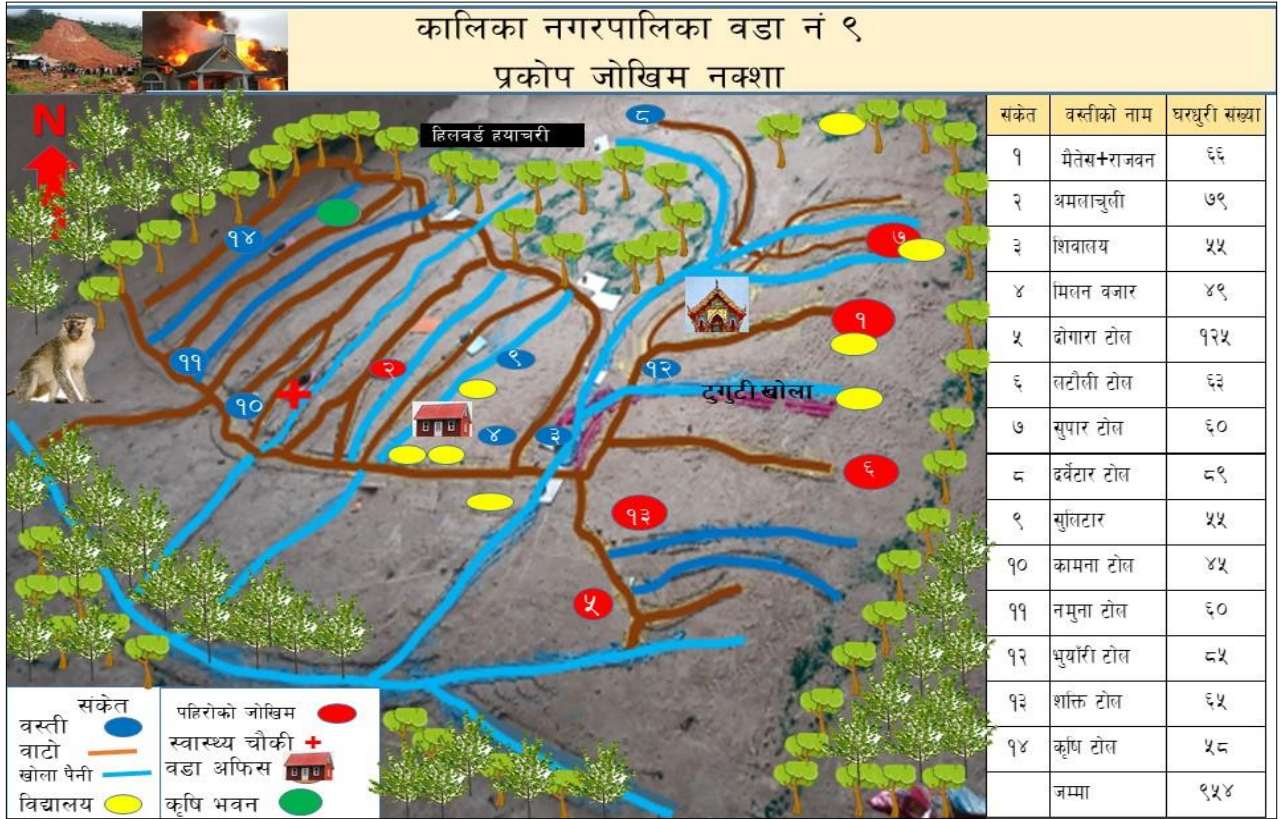 कालिका नगरपालिका वडा नं ९
प्रकोप जोखिम नक्शा
N
हिलवर्ड हयाचरी
८
१४
७
१
११
२
९
१२
१०
टुगुटी खोला
४
३
६
१३
५
संकेत
वस्ती
वाटो
खोला पैनी
विद्यालय
पहिरोको जोखिम
स्वास्थ्य चौकी
वडा अफिस
कृषि भवन
संकेत वस्तीको नाम घरधुरी संख्या
१ मैतेस+राजवन ६६
२ अमलाचुली ७९
३ शिवालय ५५
४ मिलन वजार ४९
५ दोगारा टोल १२५
६ लटौली टोल ६३
७ सुपार टोल ६०
८ दर्वेटार टोल ८९
९ सुलिटार ५५
१० कामना टोल ४५
११ नमुना टोल ६०
१२ भुयाँरी टोल ८५
१३ शक्ति टोल ६५
१४ कृषि टोल ५८
जम्मा ९५४